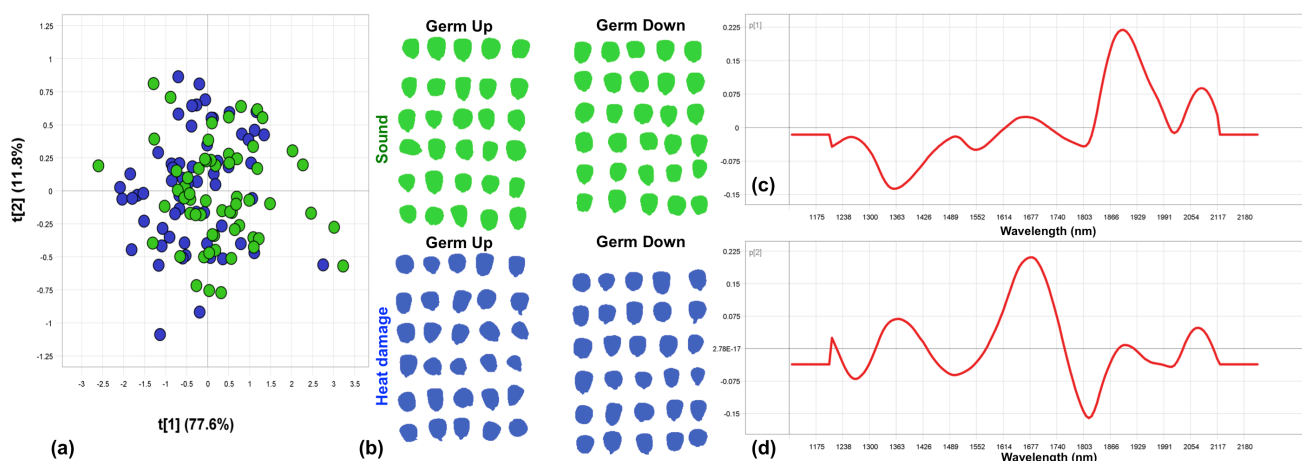 1.25
1
0.75
0.5
0.25
0
-0.25
-0.5
-0.75
-1
-1.25
t[2] (11.8%)
-3 -2.5 -2 -1.5 -1 -0.5 0 0.5 1 1.5 2 2.5 3 3.5
t[1] (77.6%)
(a)
Germ Up Germ Down
Sound
Germ Up Germ Down
Heat damage
(b)
p[1]
0.225
0.15
0.075
0
-0.075
-0.15
(c)
1175 1238 1300 1363 1426 1489 1552 1614 1677 1740 1803 1866 1929 1991 2054 2117 2180
Wavelength (nm)
p[2]
0.225
0.15
0.075
2.78E-17
-0.075
-0.15
(d)
1175 1238 1300 1363 1426 1489 1552 1614 1677 1740 1803 1866 1929 1991 2054 2117 2180
Wavelength (nm)